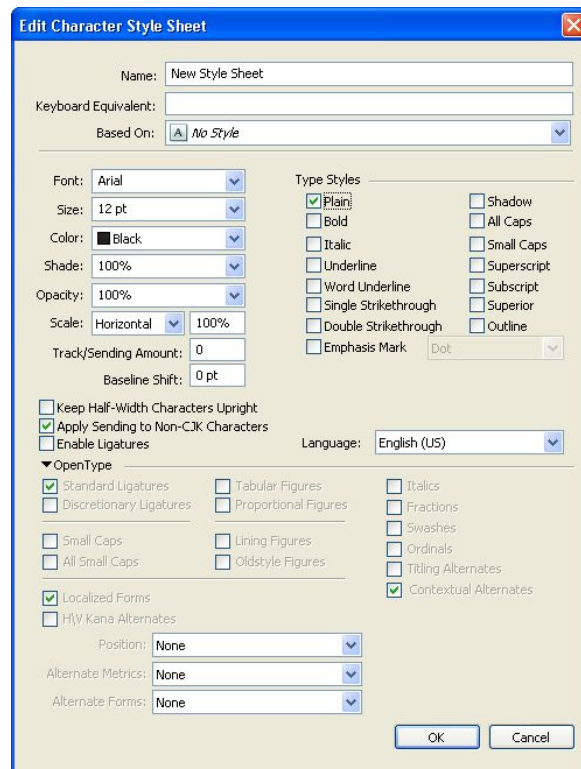 Edit Character Style Sheet
Name: New Style Sheet
Keyboard Equivalent:
Based On: A No Style
Font: Arial
Size: 12 pt
Color: Black
Shade: 100%
Opacity: 100%
Scale: Horizontal 100%
Track/Sending Amount: 0
Baseline Shift: 0 pt
Type Styles
Plain Shadow
Bold All Caps
Italic Small Caps
Underline Superscript
Word Underline Subscript
Single Strikethrough Superior
Double Strikethrough Outline
Emphasis Mark Dot
Keep Half-Width Characters Upright
Apply Sending to Non-CJK Characters
Enable Ligatures Language: English (US)
OpenType
Standard Ligatures Tabular Figures Italics
Discretionary Ligatures Proportional Figures Fractions
Swashes
Small Caps Lining Figures Ordinals
All Small Caps Oldstyle Figures Titling Alternates
Localized Forms Contextual Alternates
H\V Kana Alternates
Position: None
Alternate Metrics: None
Alternate Forms: None
OK Cancel